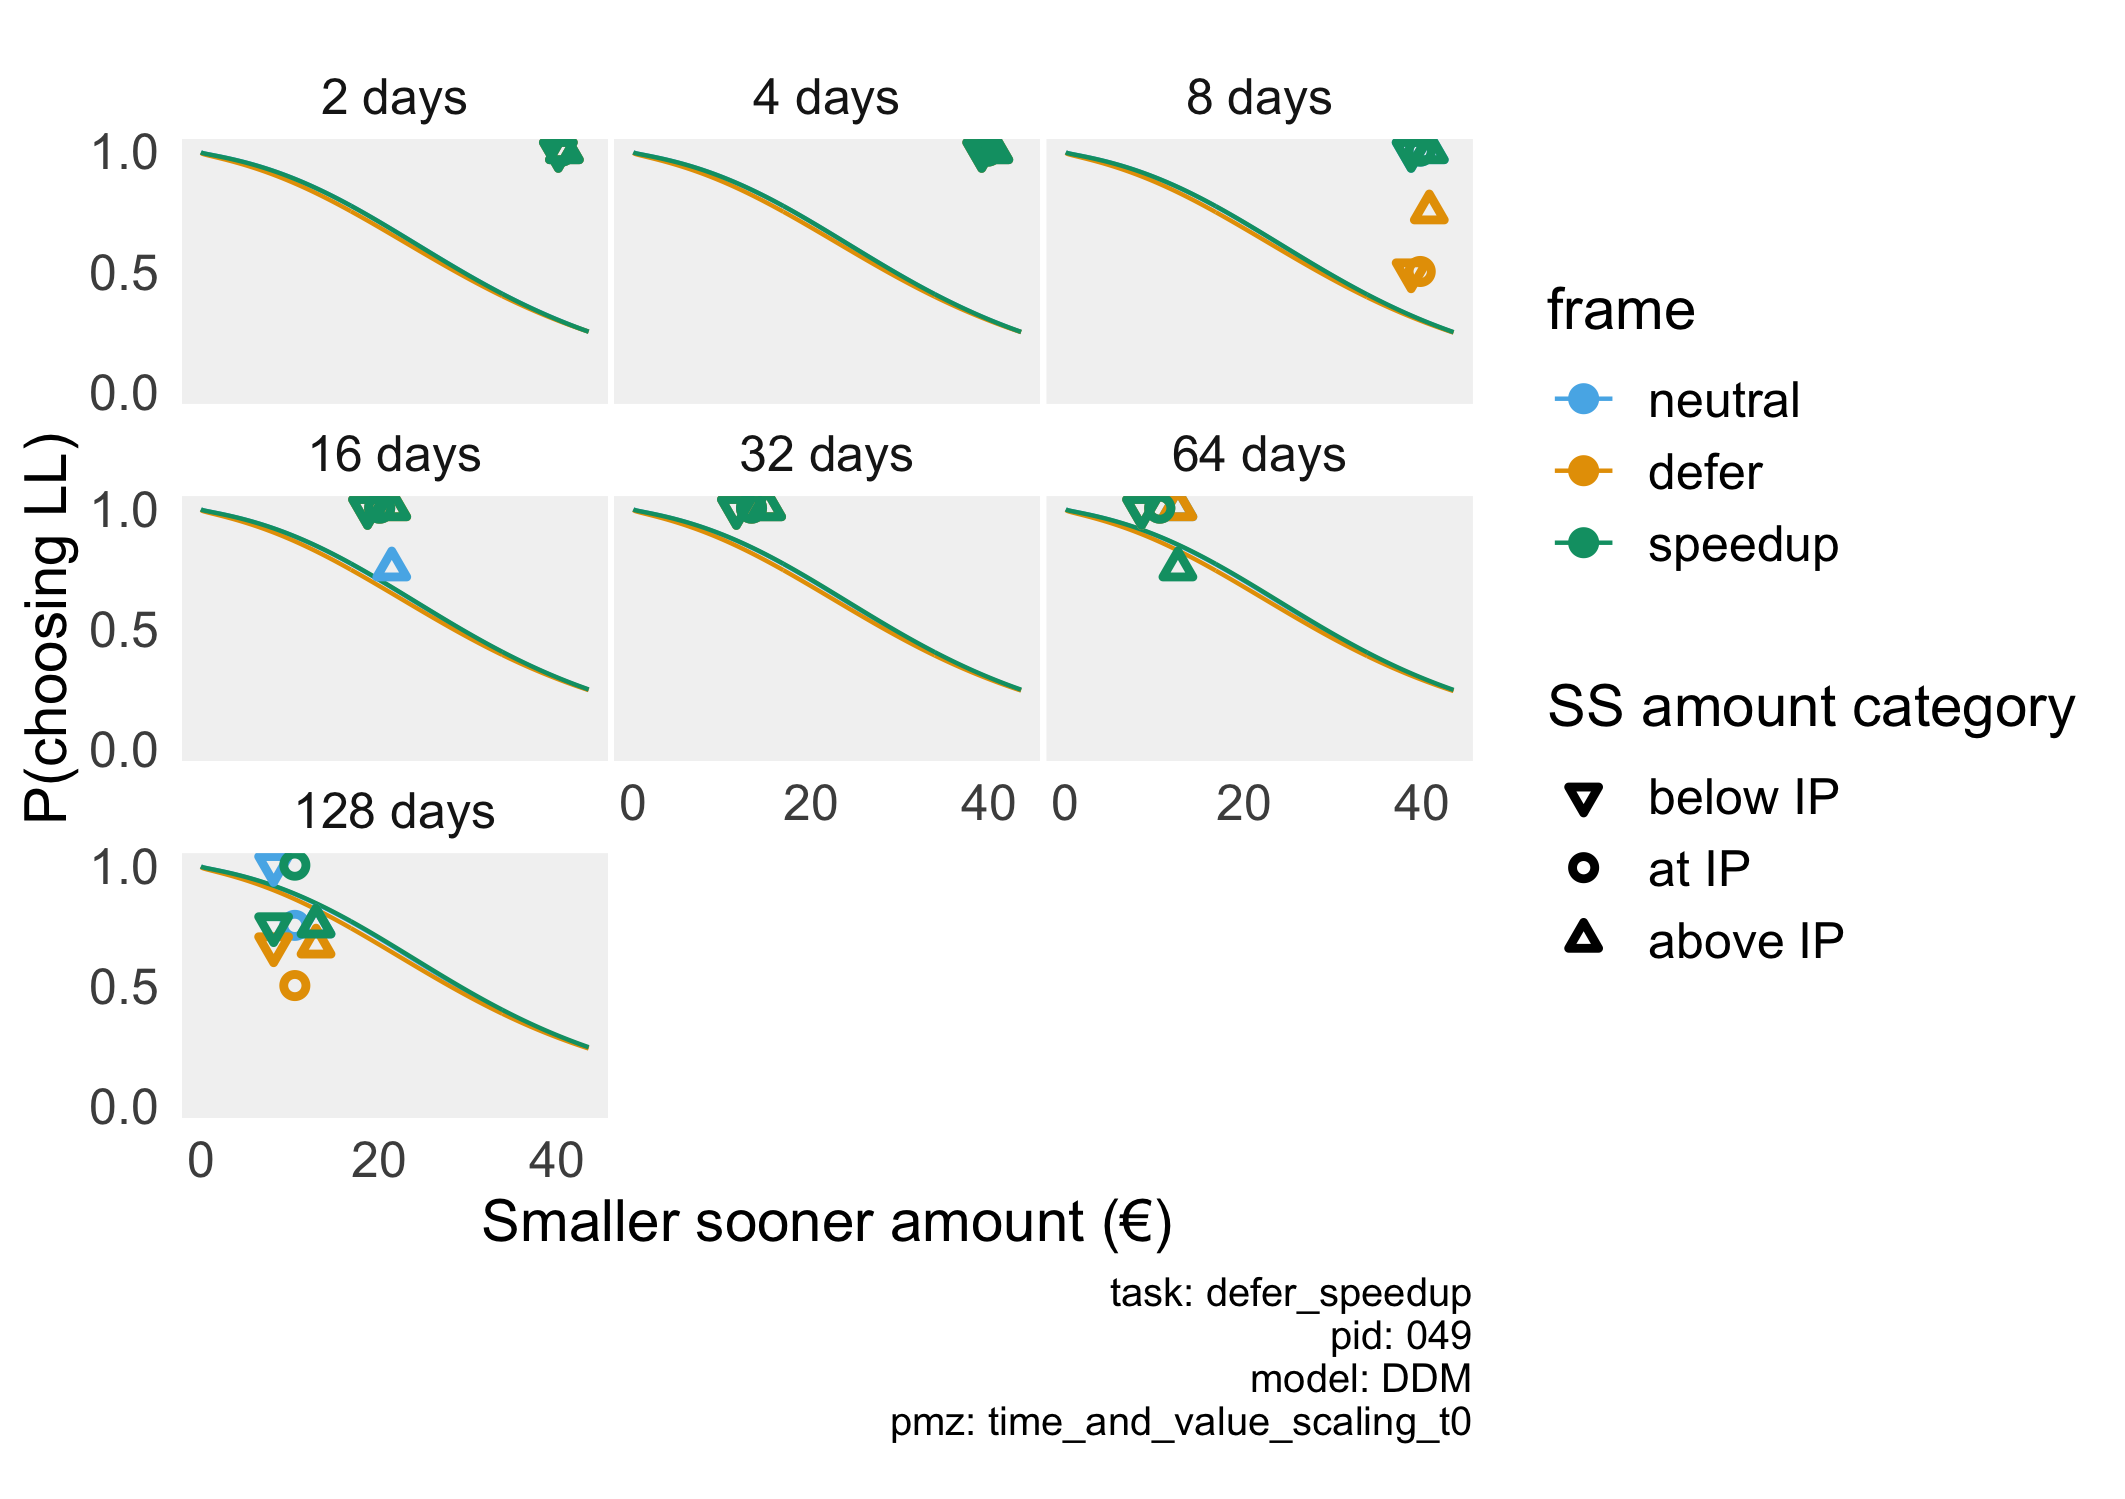 2 days
4 days
8 days
1.0
0.5
0.0
16 days
32 days
64 days
1.0
0.5
0.0
0 20 40
0 20 40
128 days
1.0
0.5
0.0
0 20 40
P(choosing LL)
Smaller sooner amount (€)
frame
neutral
defer
speedup
SS amount category
below IP
at IP
above IP
task: defer_speedup
pid: 049
model: DDM
pmz: time_and_value_scaling_t0